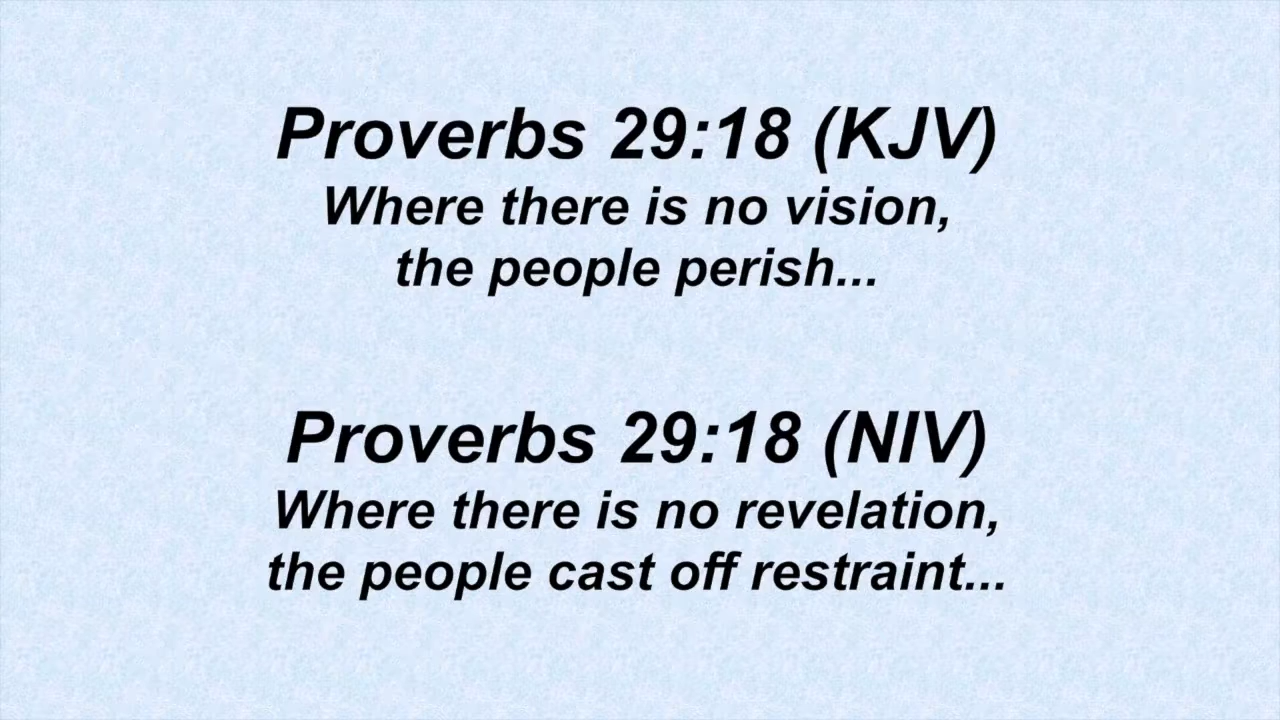 Proverbs 29:18 (KJV)
Where there is no vision,
the people perish...
Proverbs 29:18 (NIV)
Where there is no revelation,
the people cast off restraint...